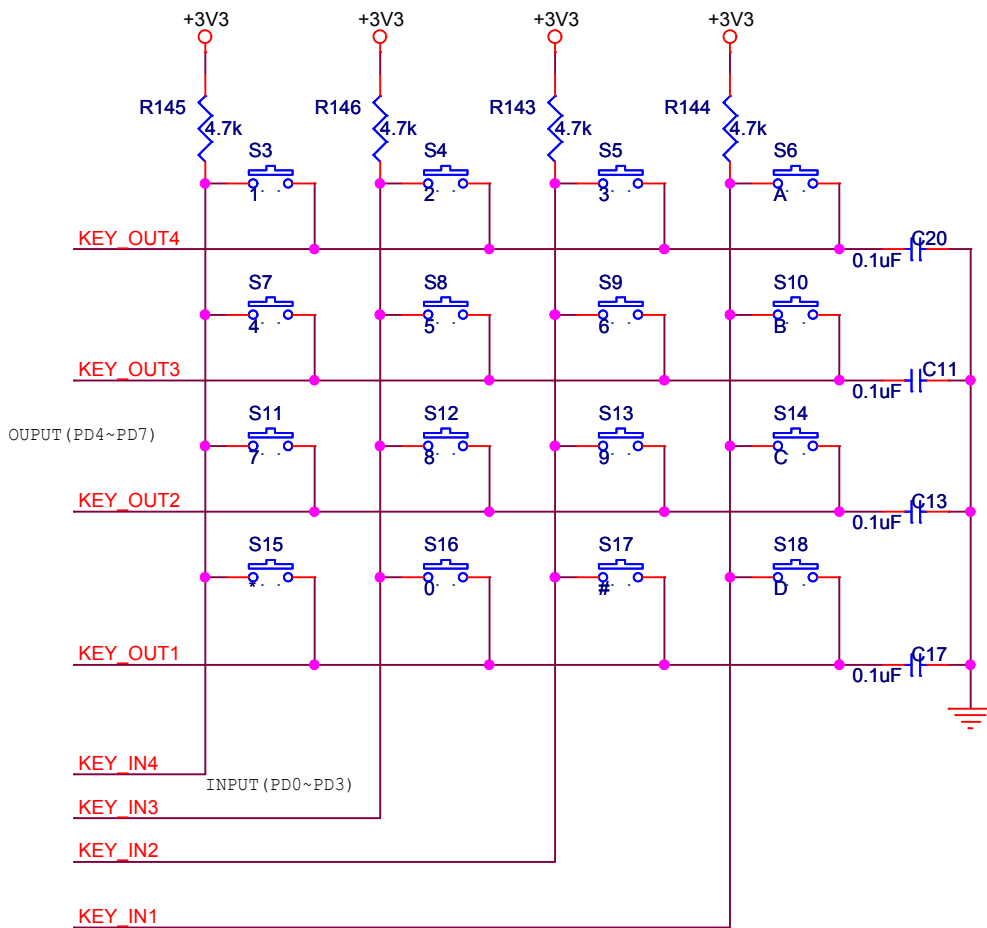 +3V3 +3V3 +3V3 +3V3
R145 R146 R143 R144
4.7k 4.7k 4.7k 4.7k
S3 S4 S5 S6
1 2 3 A
KEY_OUT4 C20
0.1uF
S7 S8 S9 S10
4 5 6 B
KEY_OUT3 C11
0.1uF
S11 S12 S13 S14
OUPUT(PD4~PD7)
7 8 9 C
KEY_OUT2 C13
0.1uF
S15 S16 S17 S18
* 0 # D
KEY_OUT1 C17
0.1uF
KEY_IN4
INPUT(PD0~PD3)
KEY_IN3
KEY_IN2
KEY_IN1